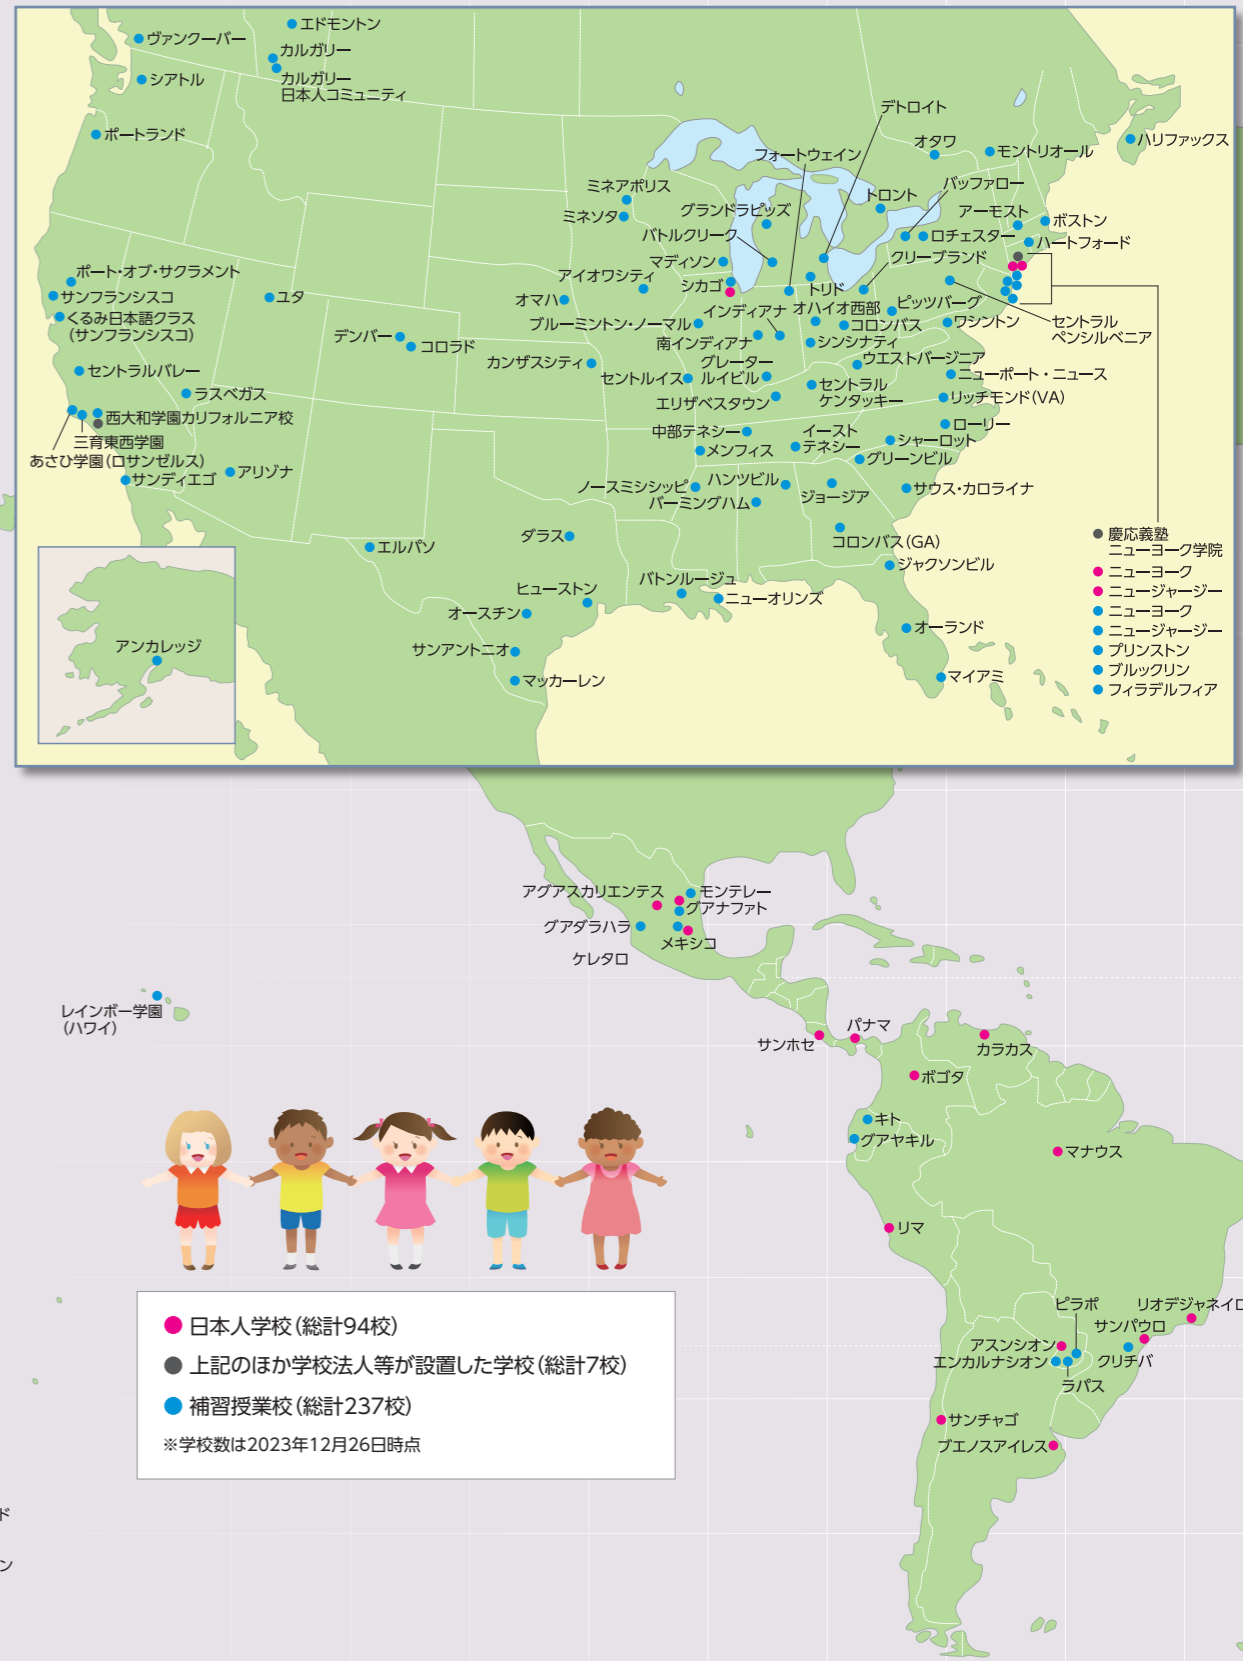 エドモントン
ヴァンクーバー
カルガリー
シアトル
カルガリー
日本人コミュニティ
ポートランド
デトロイト
オタワ
モントリオール
ハリファックス
フォートウェイン
バッファロー
ミネアポリス
トロント
ミネソタ
グランドラピッズ
アーモスト
ボストン
バトルクリーク
ロチェスター
ハートフォード
クリーブランド
マディソン
ポート・オブ・サクラメント
アイオワシティ
シカゴ
トリド
サンフランシスコ
ユタ
オマハ
インディアナ
オハイオ西部
ピッツバーグ
くるみ日本語クラス
(サンフランシスコ)
ブルーミントン・ノーマル
コロンバス
ワシントン
セントラル
ペンシルベニア
デンバー
コロラド
南インディアナ
シンシナティ
カンザスシティ
グレーター
ルイビル
ウエストバージニア
セントラルバレー
セントルイス
ニューポート・ニュース
ラスベガス
エリザベスタウン
セントラル
ケンタッキー
リッチモンド(VA)
西大和学園カリフォルニア校
中部テネシー
イースト
テネシー
ローリー
三育東西学園
シャーロット
あさひ学園(ロサンゼルス)
メンフィス
グリーンビル
サンディエゴ
アリゾナ
ノースミシシッピ
ハンツビル
ジョージア
サウス・カロライナ
バーミングハム
ダラス
コロンバス(GA)
エルパソ
ジャクソンビル
ヒューストン
バトンルージュ
ニューオリンズ
オースチン
オーランド
サンアントニオ
マッカーレン
マイアミ
アンカレッジ
慶応義塾
ニューヨーク学院
ニューヨーク
ニュージャージー
ニューヨーク
ニュージャージー
プリンストン
ブルックリン
フィラデルフィア
アグアスカリエンテス
モンテレー
グアナファト
グアダラハラ
メキシコ
ケレタロ
レインボー学園
(ハワイ)
サンホセ
パナマ
カラカス
ボゴタ
キト
グアヤキル
マナウス
リマ
ピラポ
リオデジャネイロ
サンパウロ
アスンシオン
エンカルナシオン
クリチバ
ラパス
サンチャゴ
ブエノスアイレス
日本人学校(総計94校)
上記のほか学校法人等が設置した学校(総計7校)
補習授業校(総計237校)
※学校数は2023年12月26日時点
ド
ン